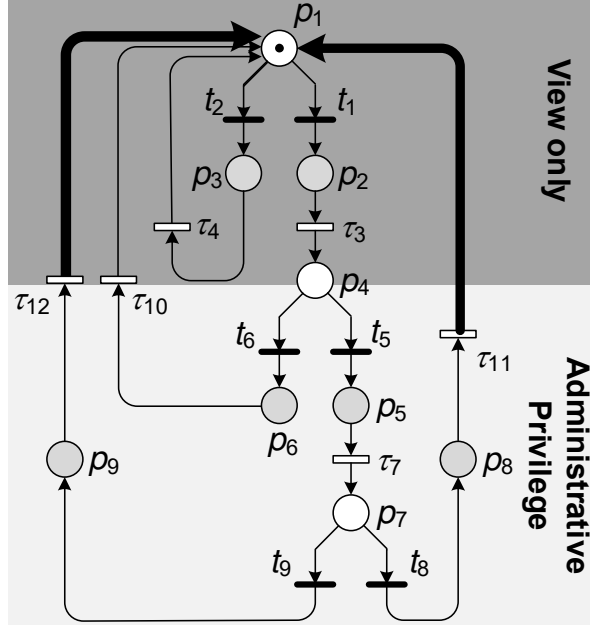 p1
t2
t1
View only
p3
p2
τ4
τ3
τ12
τ10
p4
t6
t5
τ11
Administrative
Privilege
p6
p5
p9
τ7
p8
p7
t9
t8